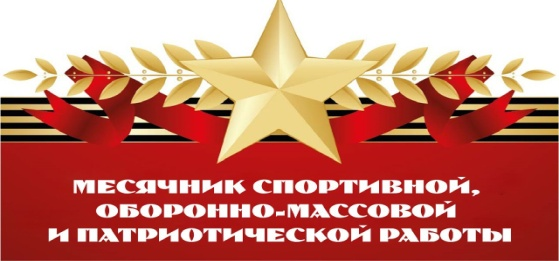 МЕСЯЧНИК СПОРТИВНОЙ,
ОБОРОННО-МАССОВОЙ
И ПАТРИОТИЧЕСКОЙ РАБОТЫ